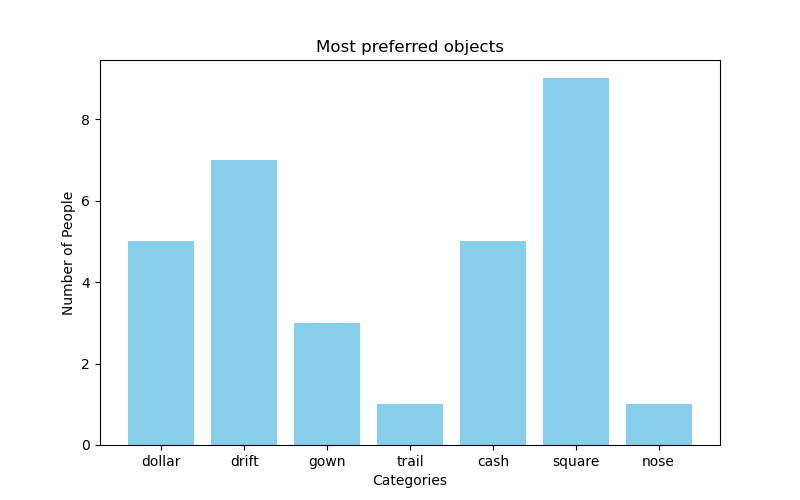 Most preferred objects
Number of People
8
6
4
2
0
dollar drift gown trail cash square nose
Categories